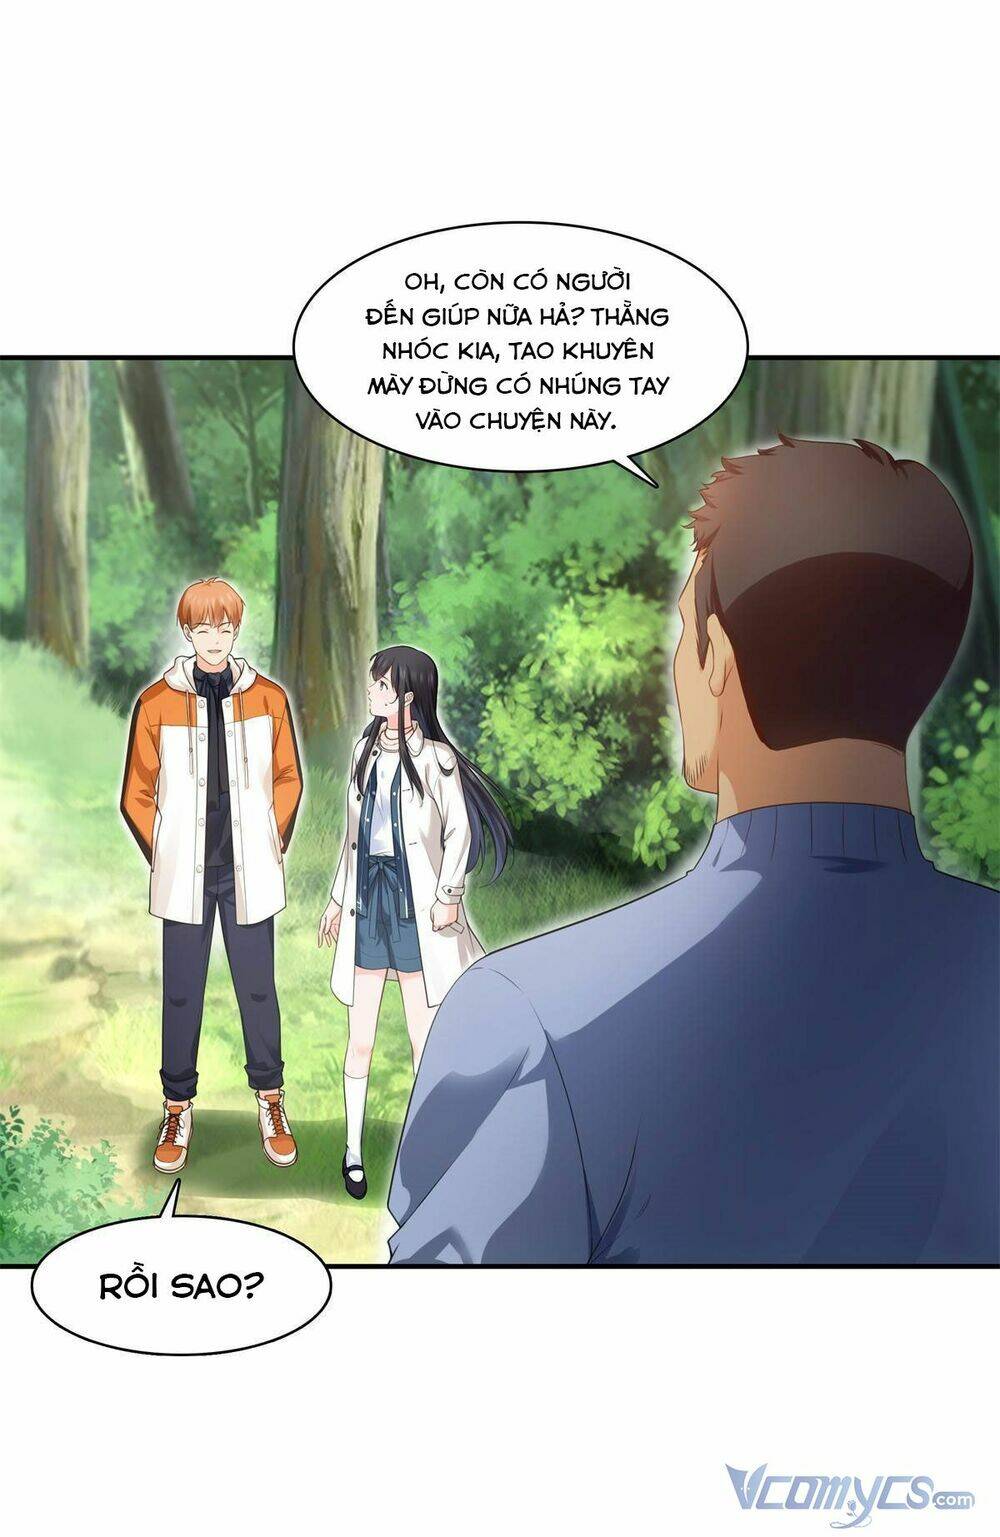 OH, CÒN CÓ NGƯỜI
ĐẾN GIÚP NỮA HẢ? THẰNG
NHÓC KIA, TAO KHUYÊN
MÀY ĐỪNG CÓ NHÚNG TAY
VÀO CHUYỆN NÀY.
RỒI SAO?
VCOMYCS.com